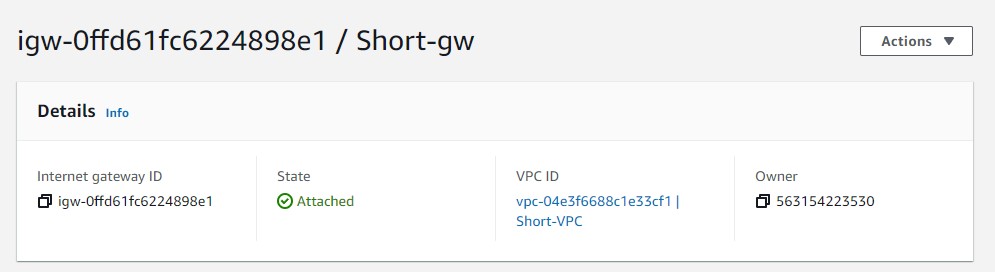 igw-0ffd61fc6224898e1 / Short-gw
Actions
Details Info
Internet gateway ID
igw-0ffd61fc6224898e1
State
Attached
VPC ID
vpc-04e3f6688c1e33cf1 |
Short-VPC
Owner
563154223530